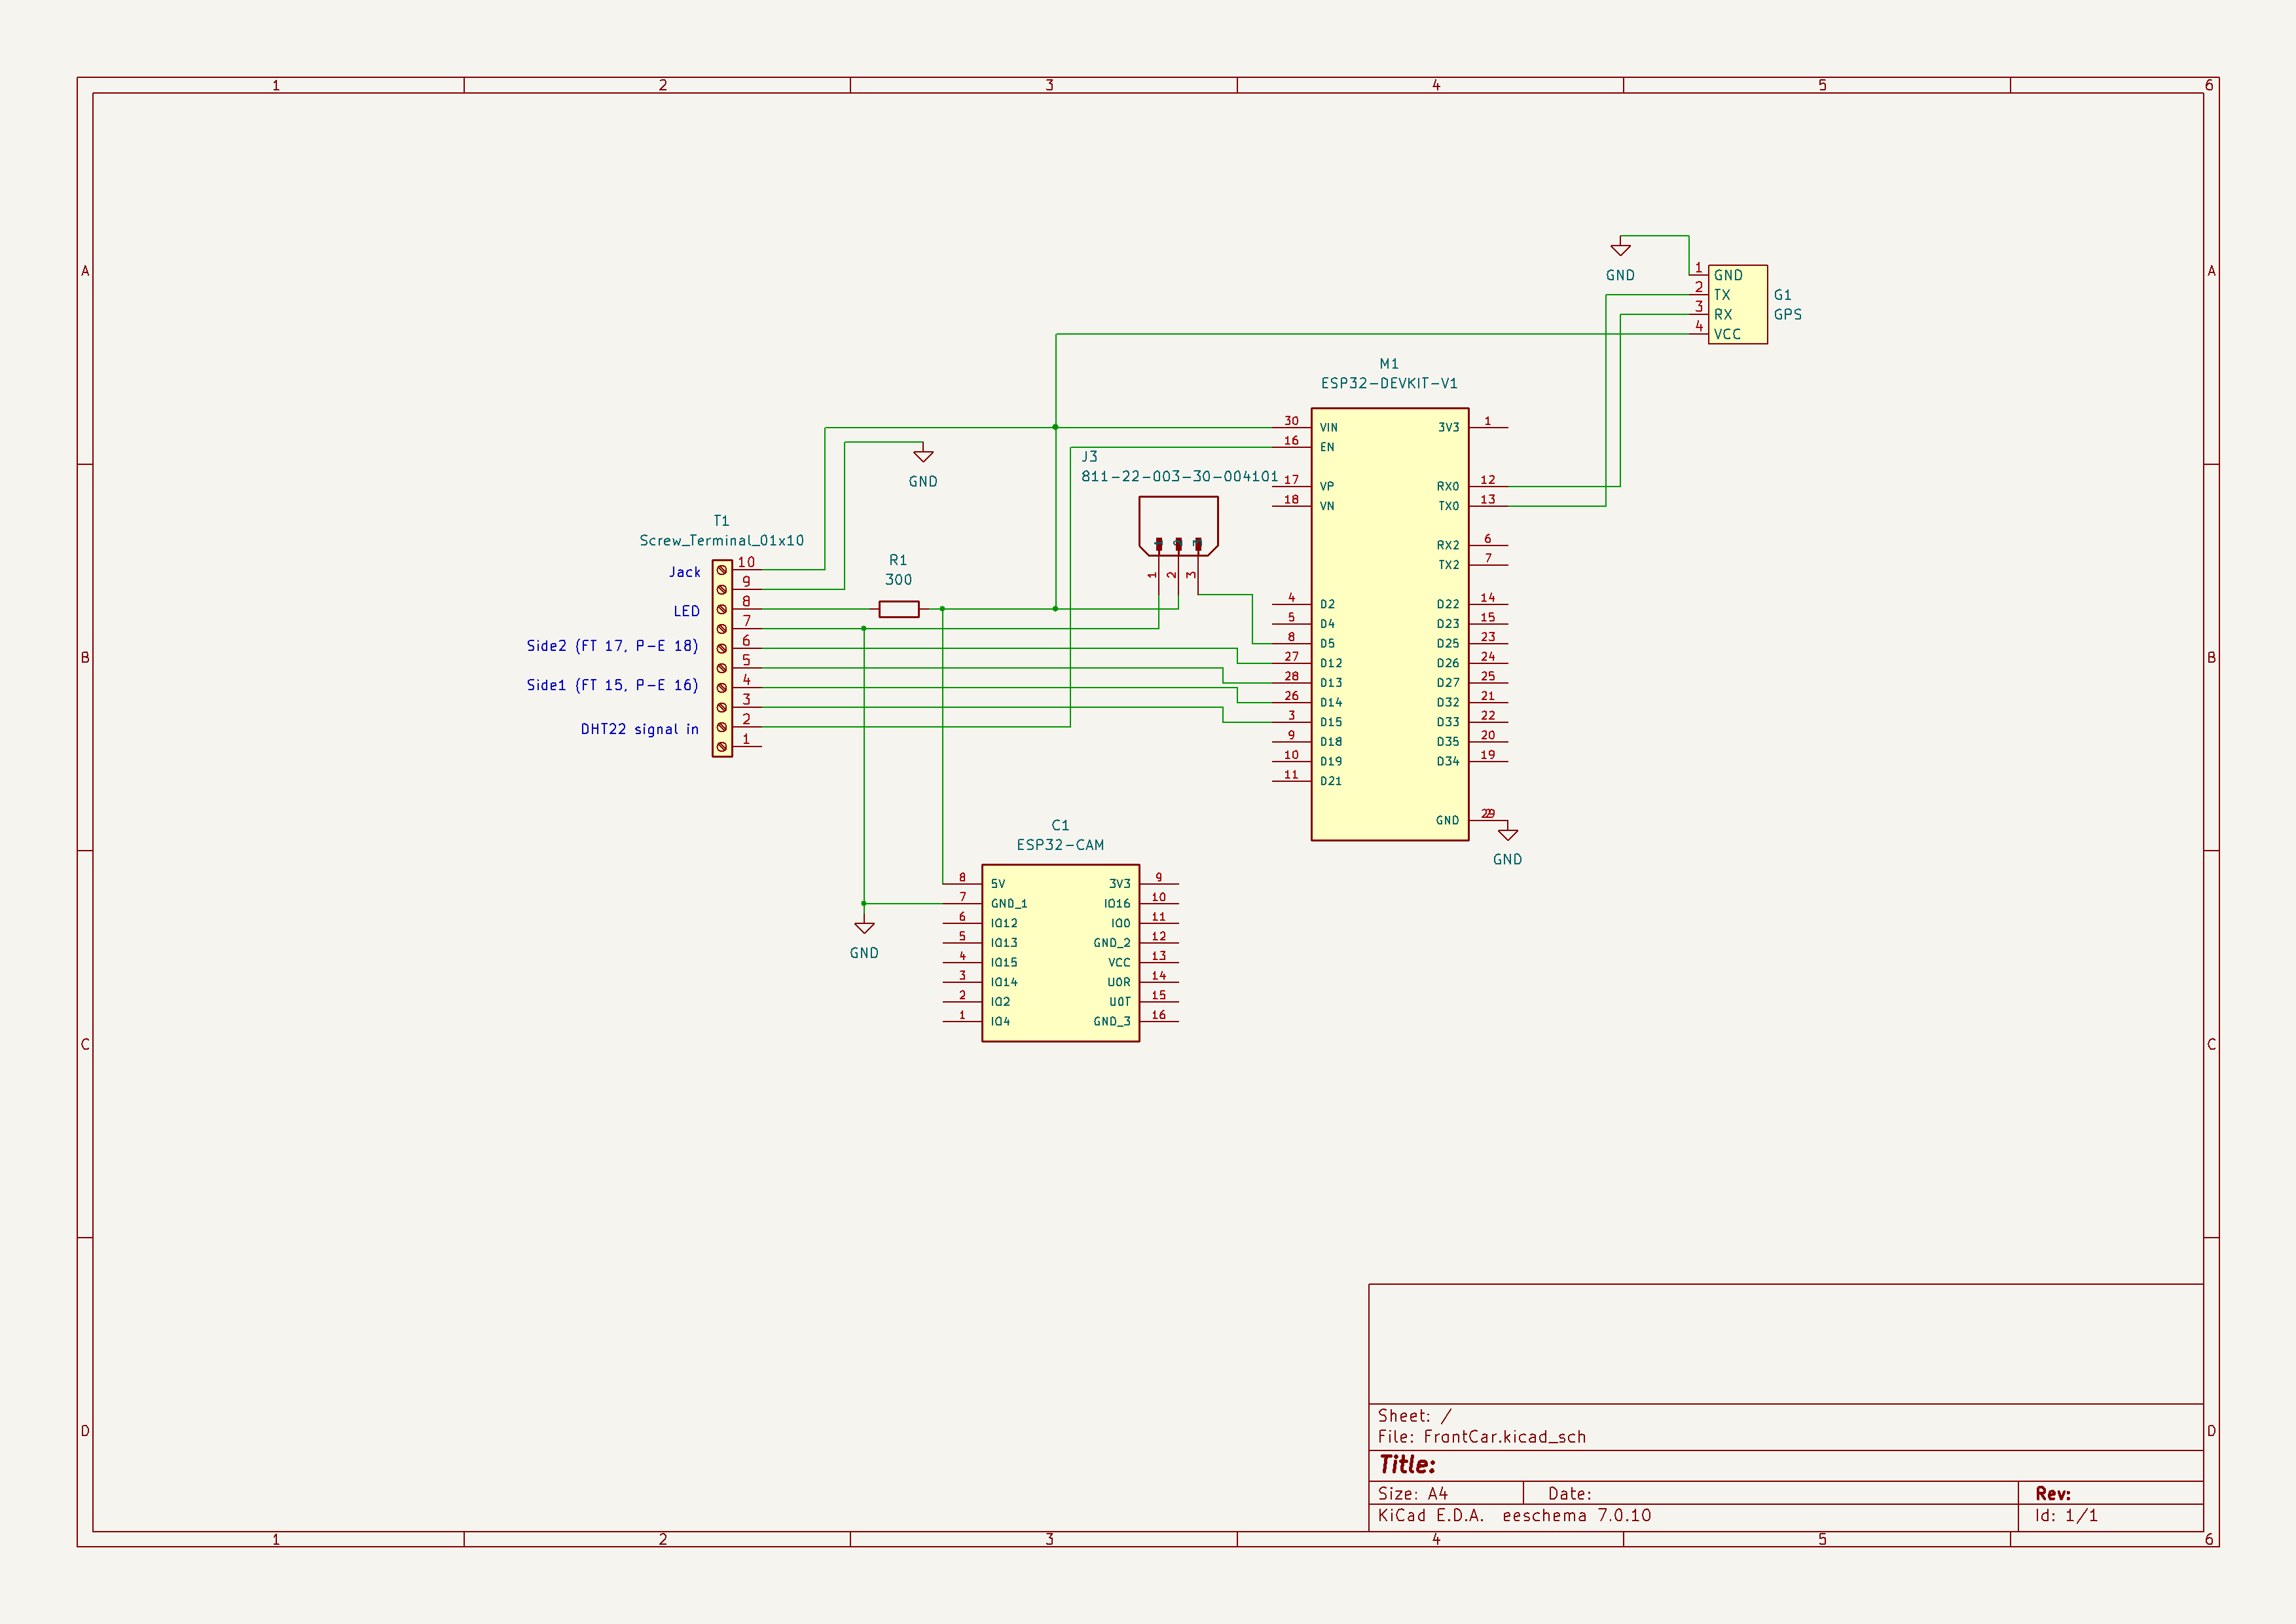 1 2 3 4 5 6
A A
GND
1 GND
2 TX G1
3 RX GPS
4 VCC
M1
ESP32-DEVKIT-V1
30 VIN 3V3 1
16 EN
J3
811-22-003-30-004101
GND
17 VP RX0 12
18 VN TX0 13
T1
Screw_Terminal_01x10
RX2 6
TX2 7
R1
300
1 2 3
Jack 10
9
LED 8
7
Side2 (FT 17, P-E 18) 6
5
Side1 (FT 15, P-E 16) 4
3
DHT22 signal in 2
1
4 D2 D22 14
5 D4 D23 15
8 D5 D25 23
27 D12 D26 24
28 D13 D27 25
26 D14 D32 21
3 D15 D33 22
9 D18 D35 20
10 D19 D34 19
11 D21
GND 29
GND
B B
C1
ESP32-CAM
8 5V 3V3 9
7 GND_1 IO16 10
6 IO12 IO0 11
5 IO13 GND_2 12
4 IO15 VCC 13
3 IO14 U0R 14
2 IO2 U0T 15
1 IO4 GND_3 16
GND
C C
D D
Sheet: /
File: FrontCar.kicad_sch
Title:
Size: A4 Date: Rev:
KiCad E.D.A. eeschema 7.0.10 Id: 1/1
1 2 3 4 5 6